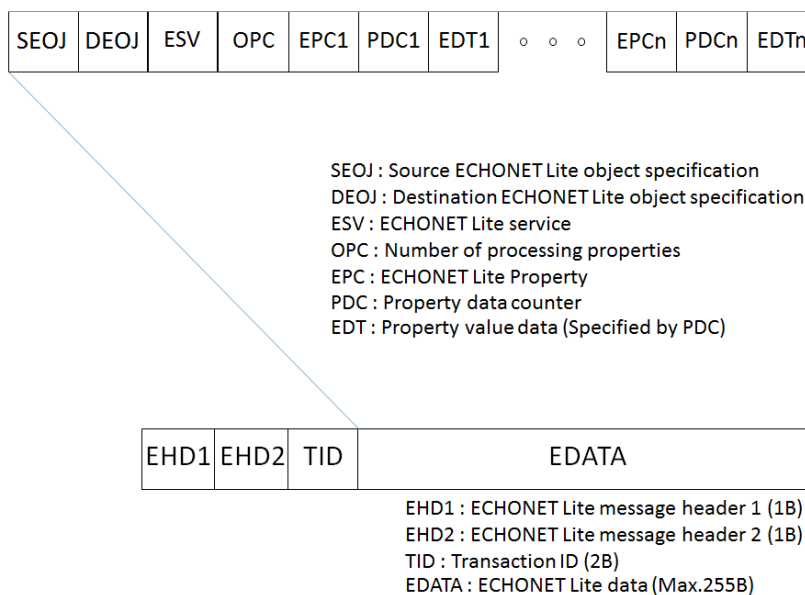 SEOJ DEOJ ESV OPC EPC1 PDC1 EDT1 ○ ○ ○ EPCn PDCn EDTn
SEOJ : Source ECHONET Lite object specification
DEOJ : Destination ECHONET Lite object specification
ESV : ECHONET Lite service
OPC : Number of processing properties
EPC : ECHONET Lite Property
PDC : Property data counter
EDT : Property value data (Specified by PDC)
EHD1 EHD2 TID EDATA
EHD1 : ECHONET Lite message header 1 (1B)
EHD2 : ECHONET Lite message header 2 (1B)
TID : Transaction ID (2B)
EDATA : ECHONET Lite data (Max.255B)